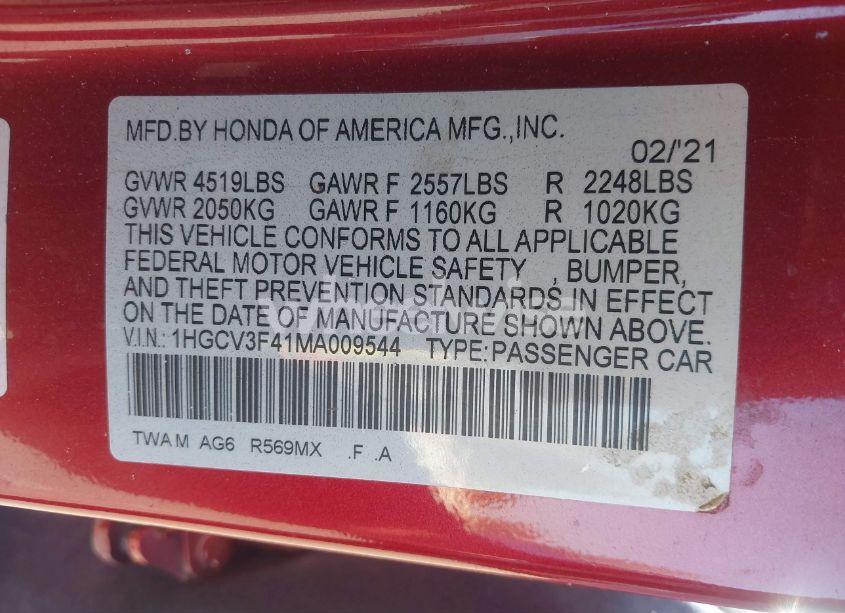 MFD.BY HONDA OF AMERICA MFG.,INC.
02/'21
GVWR 4519LBS GAWR F 2557LBS R 2248LBS
GVWR 2050KG GAWR F 1160KG R 1020KG
THIS VEHICLE CONFORMS TO ALL APPLICABLE
FEDERAL MOTOR VEHICLE SAFETY , BUMPER,
AND THEFT PREVENTION STANDARDS IN EFFECT
ON THE DATE OF MANUFACTURE SHOWN ABOVE.
V.I.N.: 1HGCV3F41MA009544 TYPE:PASSENGER CAR
TWA M AG6 R569MX .F .A